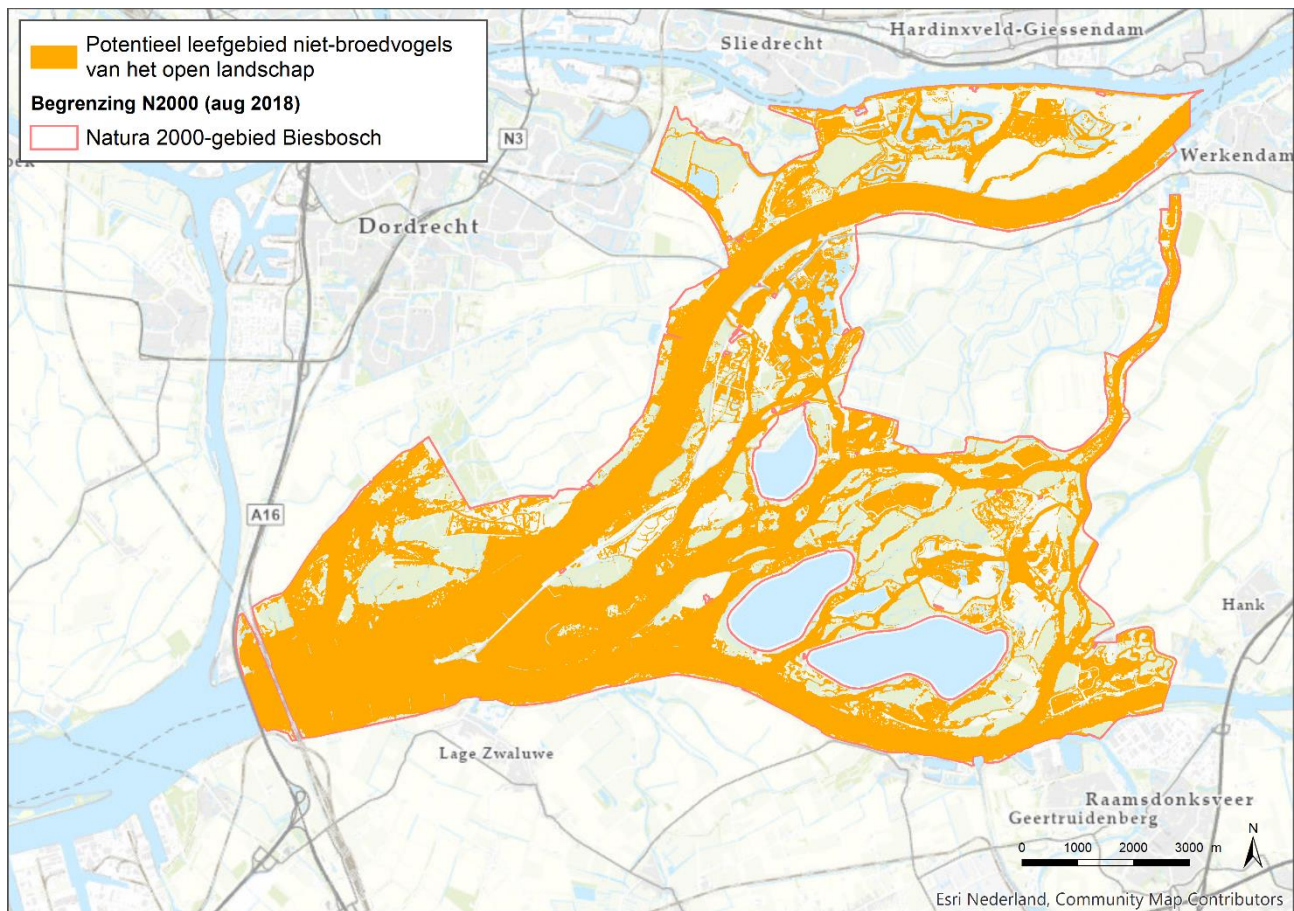 Potentieel leefgebied niet-broedvogels
van het open landschap
Begrenzing N2000 (aug 2018)
Natura 2000-gebied Biesbosch
Hardinxveld-Giessendam
Sliedrecht
N3
Werkendam
Dordrecht
A16
Hank
Lage Zwaluwe
Raamsdonksveer
Geertruidenberg
N
0 1000 2000 3000 m
Esri Nederland, Community Map Contributors